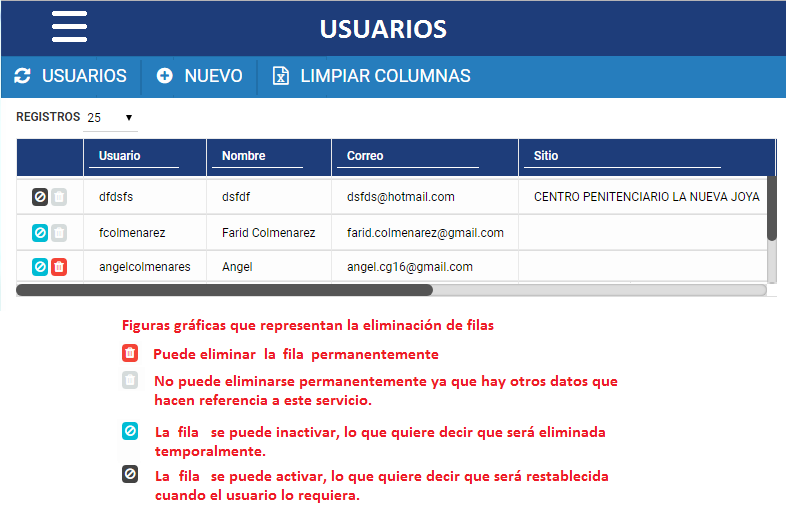 USUARIOS
USUARIOS NUEVO LIMPIAR COLUMNAS
REGISTROS 25
Usuario Nombre Correo Sitio
dfdsfs dsfdf dsfds@hotmail.com CENTRO PENITENCIARIO LA NUEVA JOYA
fcolmenarez Farid Colmenarez farid.colmenarez@gmail.com
angelcolmenares Angel angel.cg16@gmail.com
Figuras gráficas que representan la eliminación de filas
Puede eliminar la fila permanentemente
No puede eliminarse permanentemente ya que hay otros datos que
hacen referencia a este servicio.
La fila se puede inactivar, lo que quiere decir que será eliminada
temporalmente.
La fila se puede activar, lo que quiere decir que será restablecida
cuando el usuario lo requiera.